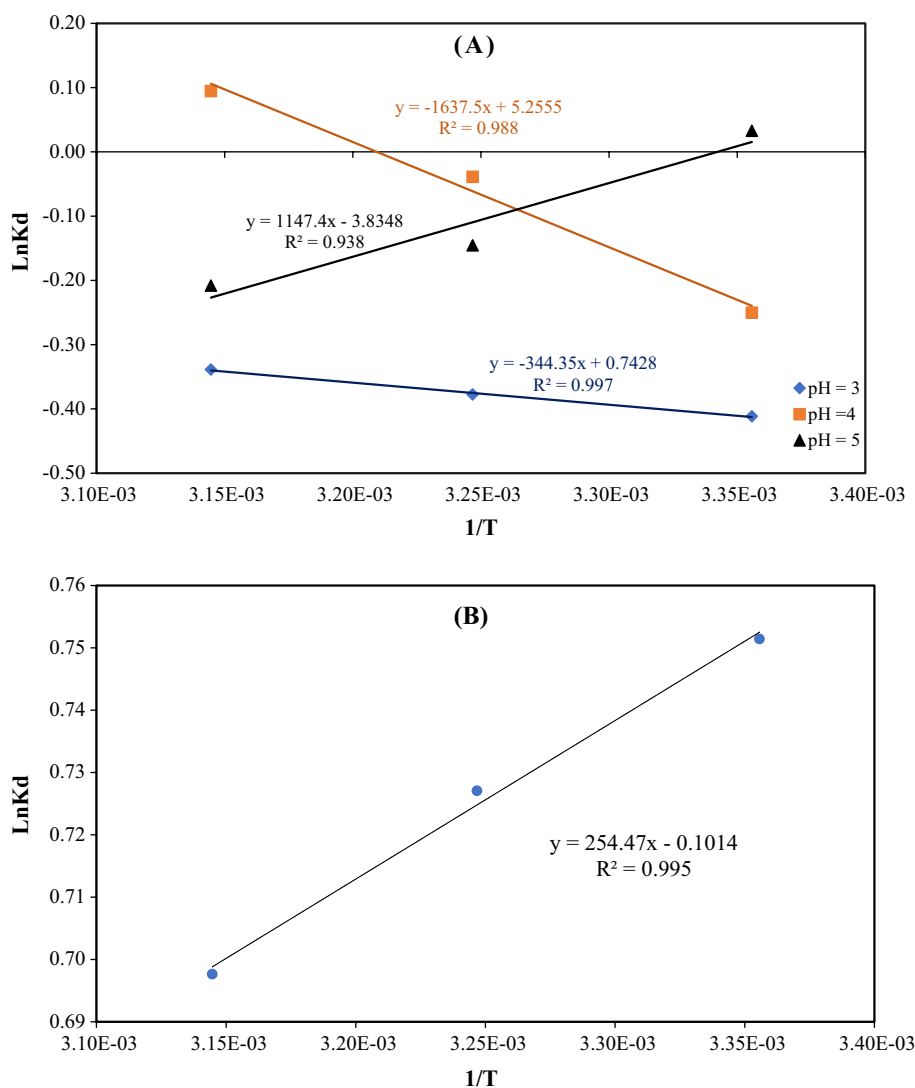 (A)
0.20
0.10
0.00
-0.10
-0.20
-0.30
-0.40
-0.50
LnKd
y = -1637.5x + 5.2555
R² = 0.988
y = 1147.4x - 3.8348
R² = 0.938
y = -344.35x + 0.7428
R² = 0.997
pH = 3
pH =4
pH = 5
3.10E-03 3.15E-03 3.20E-03 3.25E-03 3.30E-03 3.35E-03 3.40E-03
1/T
(B)
0.76
0.75
0.74
0.73
0.72
0.71
0.70
0.69
LnKd
y = 254.47x - 0.1014
R² = 0.995
3.10E-03 3.15E-03 3.20E-03 3.25E-03 3.30E-03 3.35E-03 3.40E-03
1/T